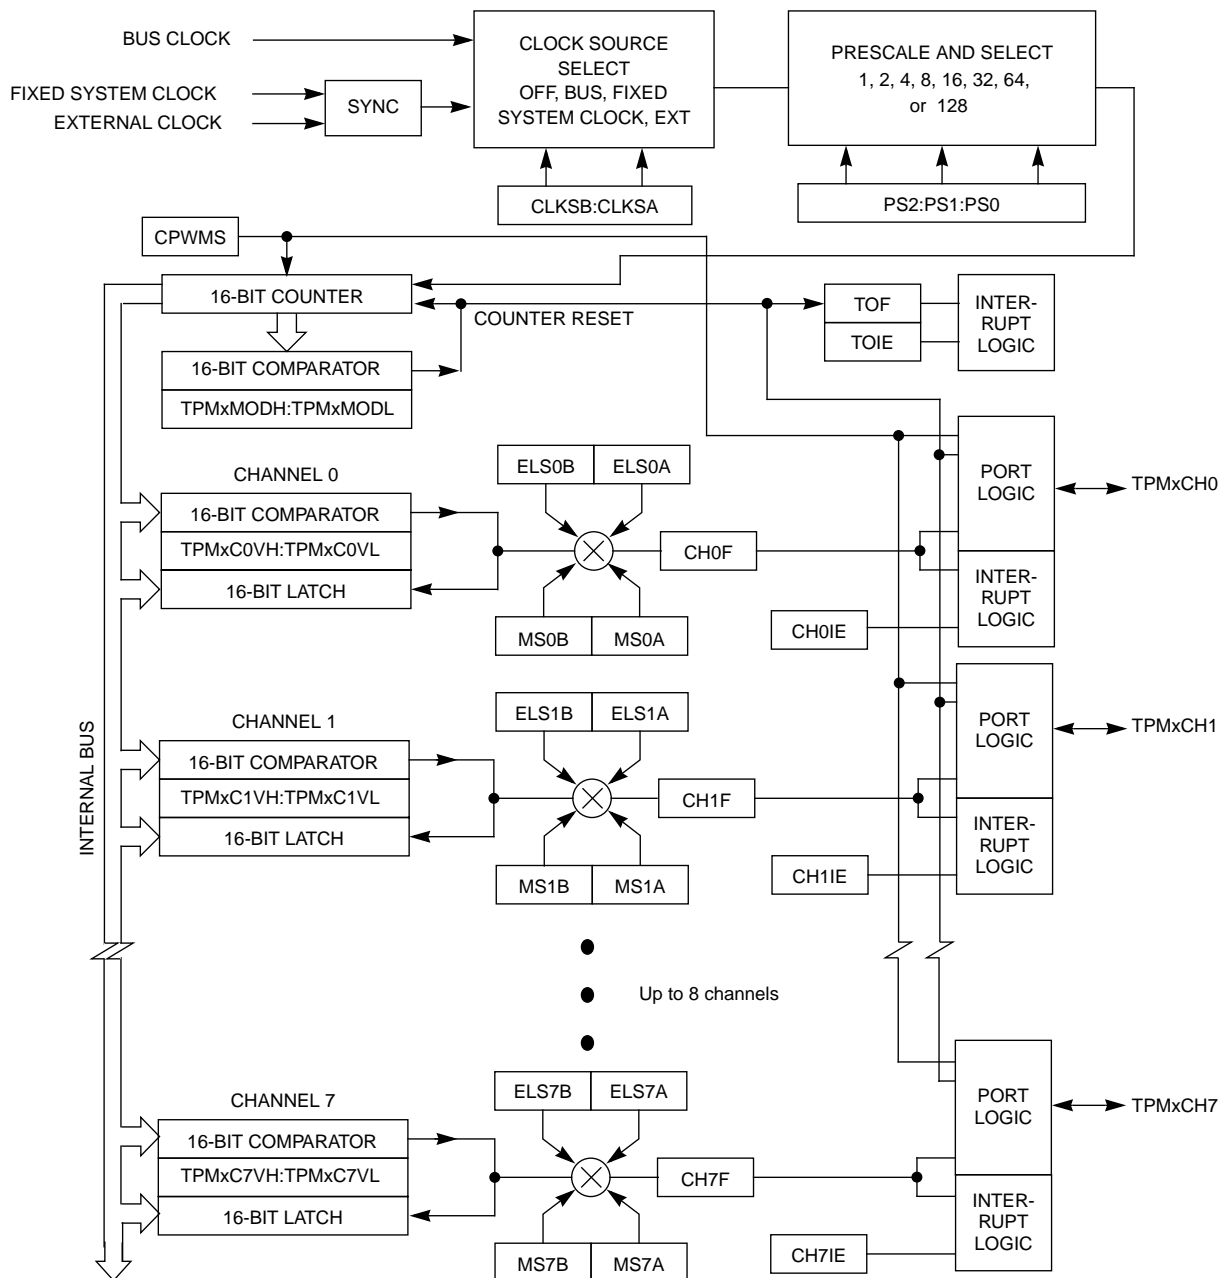 BUS CLOCK
FIXED SYSTEM CLOCK
EXTERNAL CLOCK
SYNC
CLOCK SOURCE
SELECT
OFF, BUS, FIXED
SYSTEM CLOCK, EXT
PRESCALE AND SELECT
1, 2, 4, 8, 16, 32, 64,
or 128
CLKSB:CLKSA
PS2:PS1:PS0
CPWMS
16-BIT COUNTER
COUNTER RESET
TOF
TOIE
INTER-
RUPT
LOGIC
16-BIT COMPARATOR
TPMxMODH:TPMxMODL
INTERNAL BUS
CHANNEL 0
16-BIT COMPARATOR
TPMxC0VH:TPMxC0VL
16-BIT LATCH
ELS0B
ELS0A
MS0B
MS0A
CH0F
CH0IE
PORT
LOGIC
INTER-
RUPT
LOGIC
TPMxCH0
CHANNEL 1
16-BIT COMPARATOR
TPMxC1VH:TPMxC1VL
16-BIT LATCH
ELS1B
ELS1A
MS1B
MS1A
CH1F
CH1IE
PORT
LOGIC
INTER-
RUPT
LOGIC
TPMxCH1
Up to 8 channels
CHANNEL 7
16-BIT COMPARATOR
TPMxC7VH:TPMxC7VL
16-BIT LATCH
ELS7B
ELS7A
MS7B
MS7A
CH7F
CH7IE
PORT
LOGIC
INTER-
RUPT
LOGIC
TPMxCH7